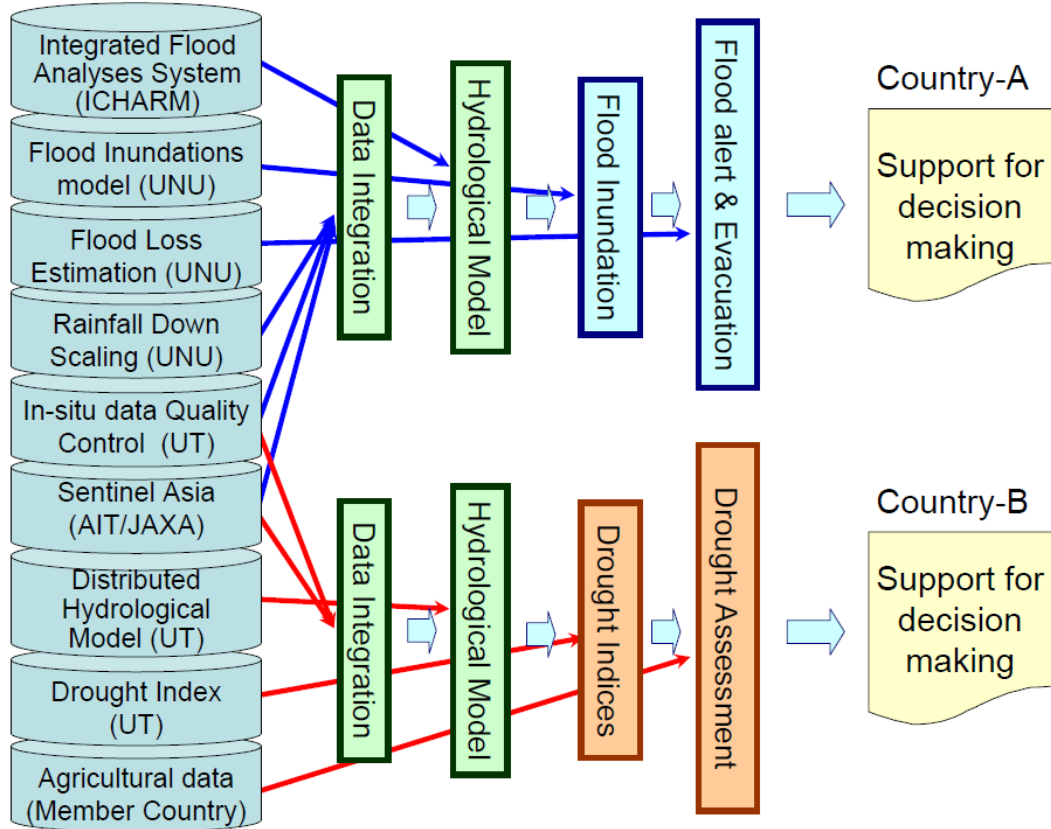 Integrated Flood
Analyses System
(ICHARM)
Flood Inundations
model (UNU)
Flood Loss
Estimation (UNU)
Rainfall Down
Scaling (UNU)
In-situ data Quality
Control (UT)
Sentinel Asia
(AIT/JAXA)
Distributed
Hydrological
Model (UT)
Drought Index
(UT)
Agricultural data
(Member Country)
Data Integration
Hydrological Model
Flood Inundation
Flood alert & Evacuation
Country-A
Support for
decision
making
Data Integration
Hydrological Model
Drought Indices
Drought Assessment
Country-B
Support for
decision
making